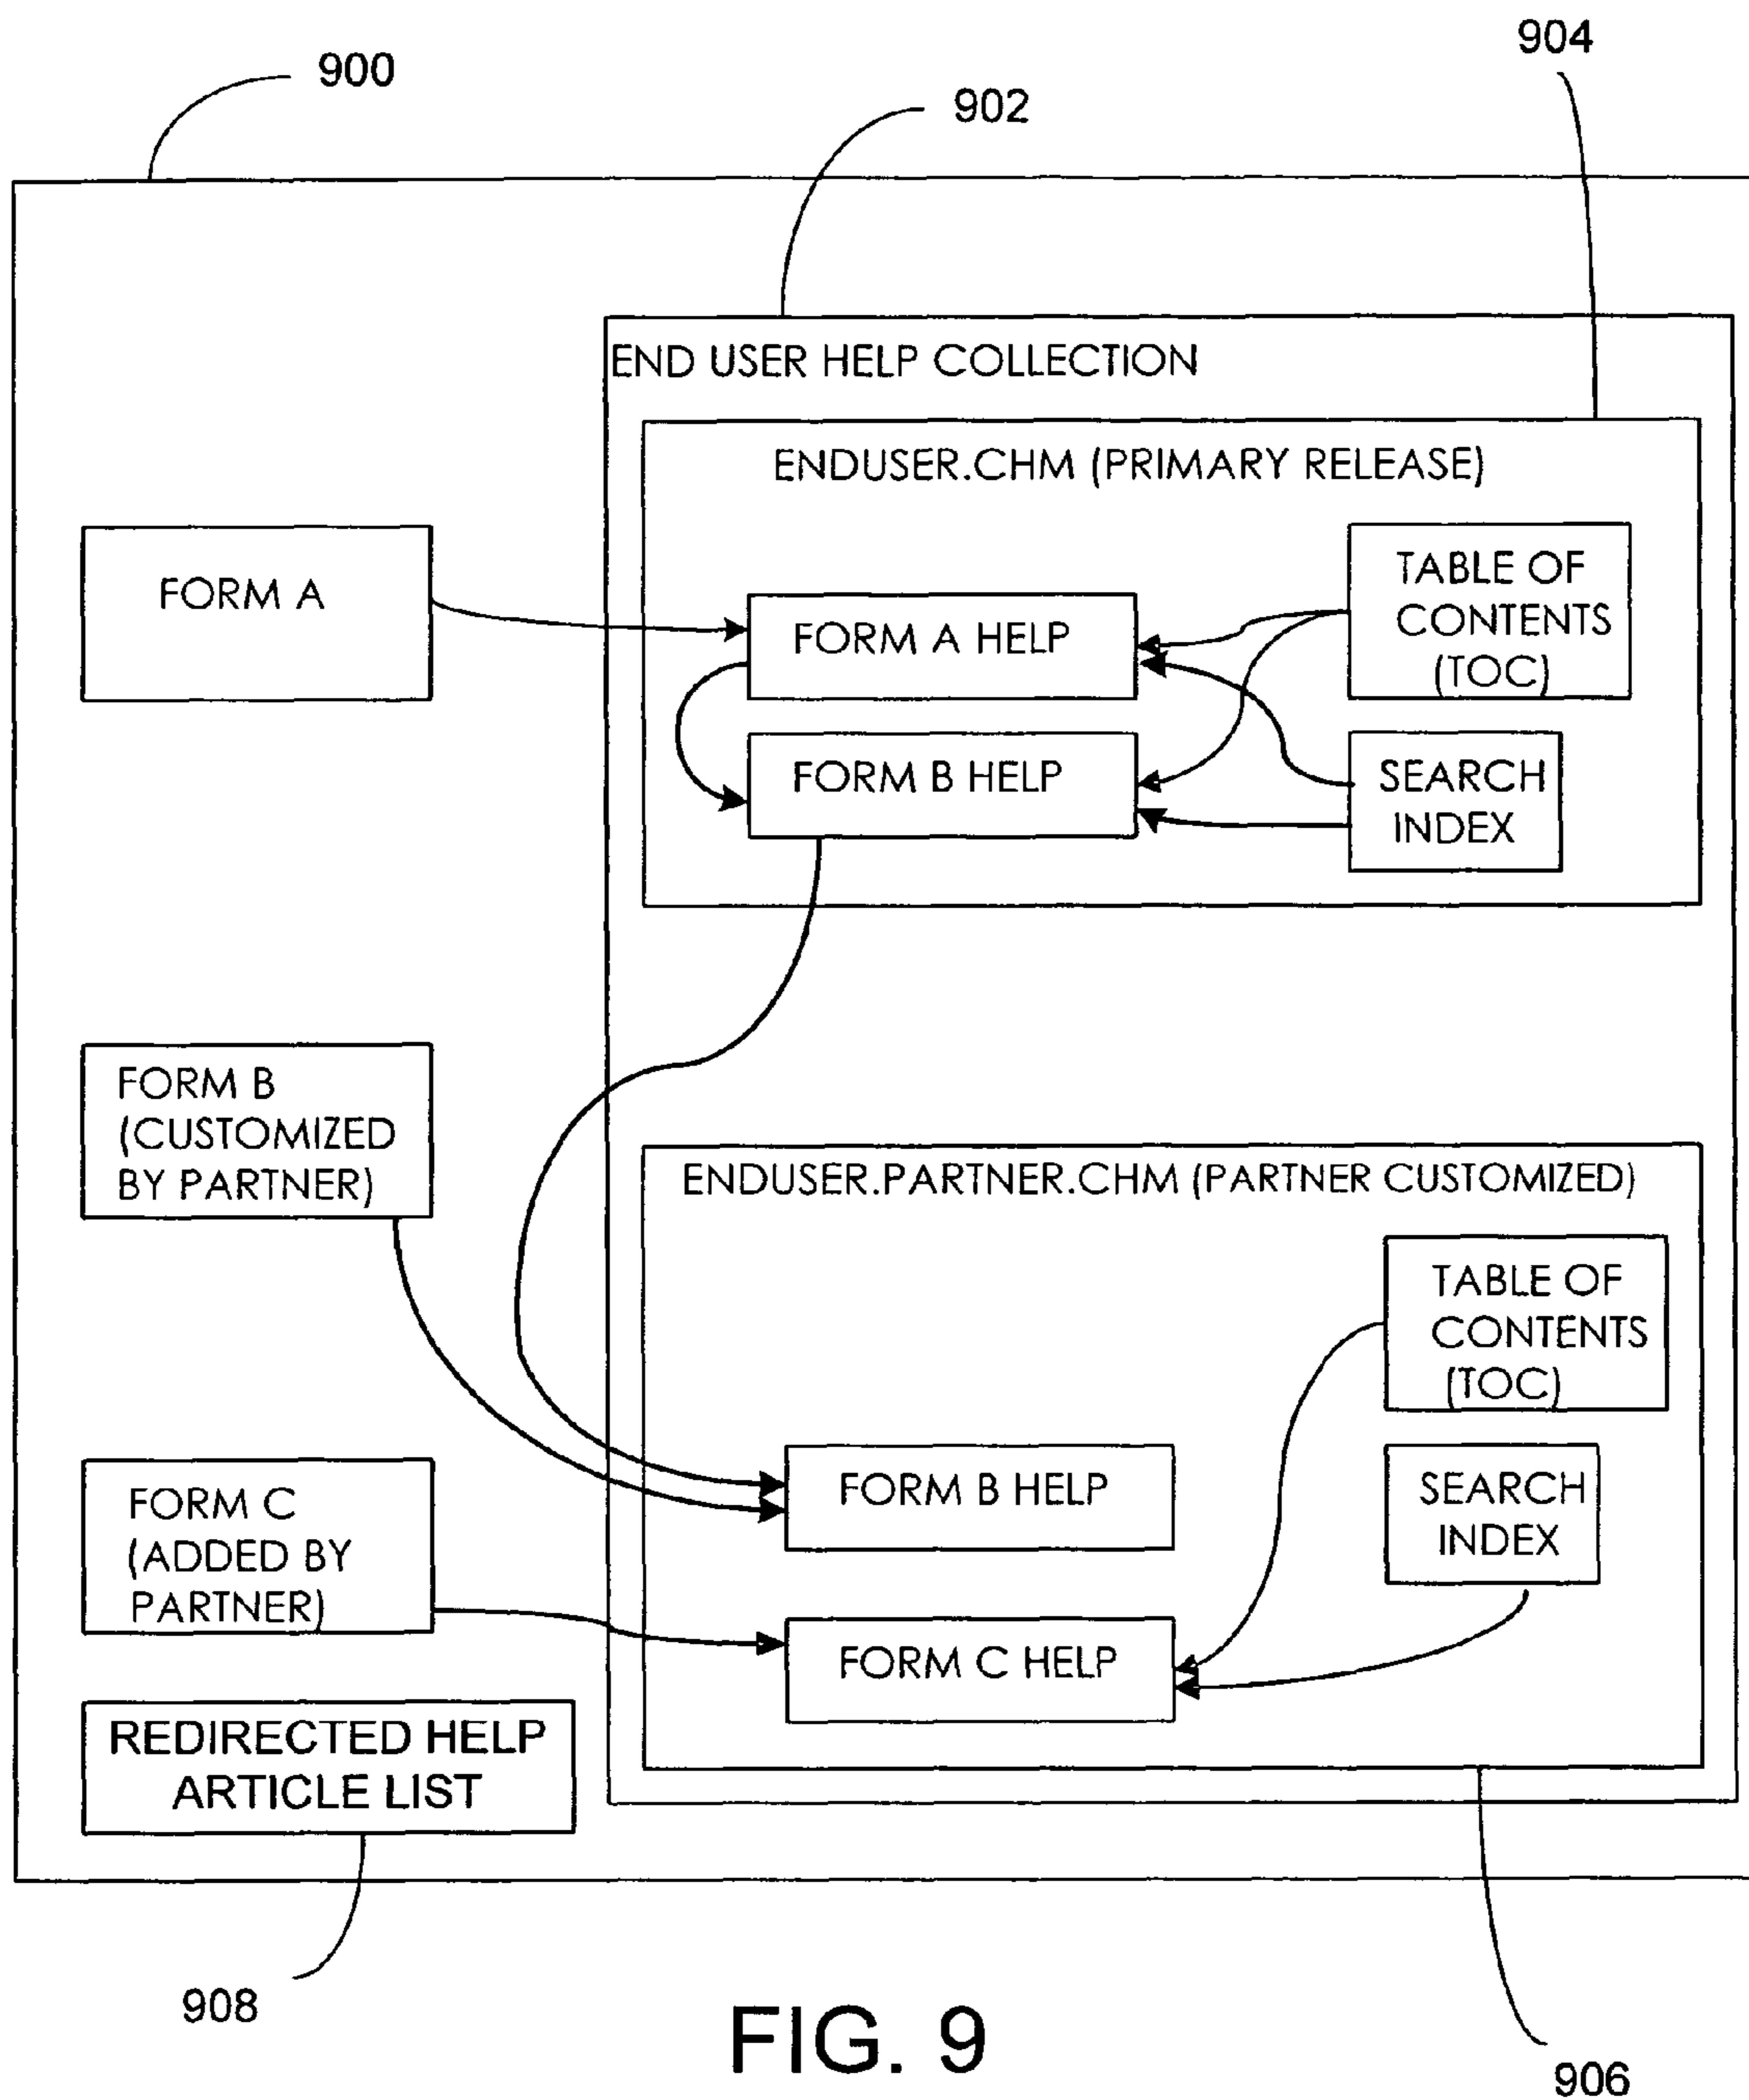 904
900
902
END USER HELP COLLECTION
ENDUSER.CHM (PRIMARY RELEASE)
FORM A
FORM A HELP
TABLE OF
CONTENTS
(TOC)
FORM B HELP
SEARCH
INDEX
FORM B
(CUSTOMIZED
BY PARTNER)
ENDUSER.PARTNER.CHM (PARTNER CUSTOMIZED)
TABLE OF
CONTENTS
(TOC)
FORM B HELP
SEARCH
INDEX
FORM C
(ADDED BY
PARTNER)
FORM C HELP
REDIRECTED HELP
ARTICLE LIST
908
FIG. 9
906